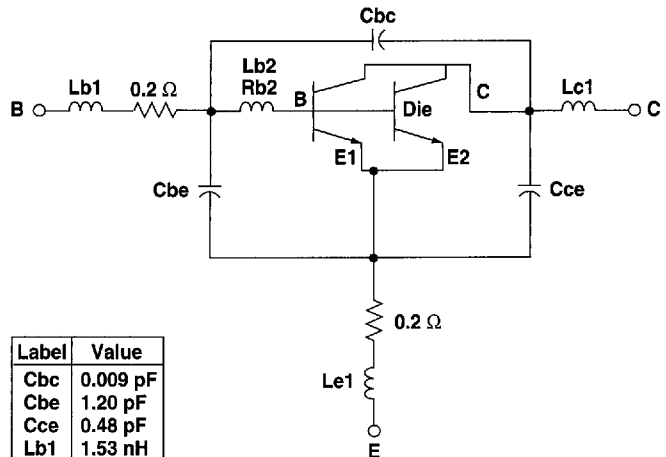 Cbc
Lb1
0.2 Ω
Lb2
Rb2
B
B
Die
C
Lc1
C
E1
E2
Cbe
Cce
0.2 Ω
Le1
E
Label Value
Cbc 0.009 pF
Cbe 1.20 pF
Cce 0.48 pF
Lb1 1.53 nH